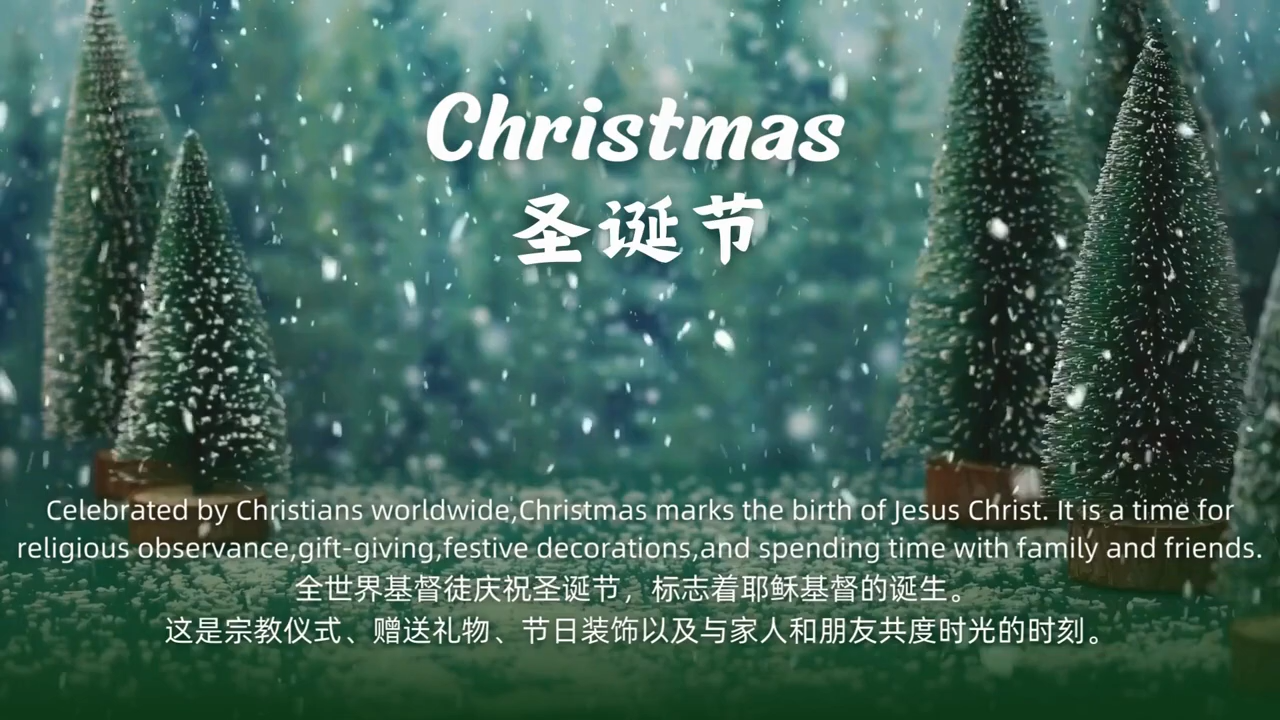 Christmas
圣诞节
Celebrated by Christians worldwide,Christmas marks the birth of Jesus Christ. It is a time for
religious observance,gift-giving,festive decorations,and spending time with family and friends.
全世界基督徒庆祝圣诞节，标志着耶稣基督的诞生。
这是宗教仪式、赠送礼物、节日装饰以及与家人和朋友共度时光的时刻。